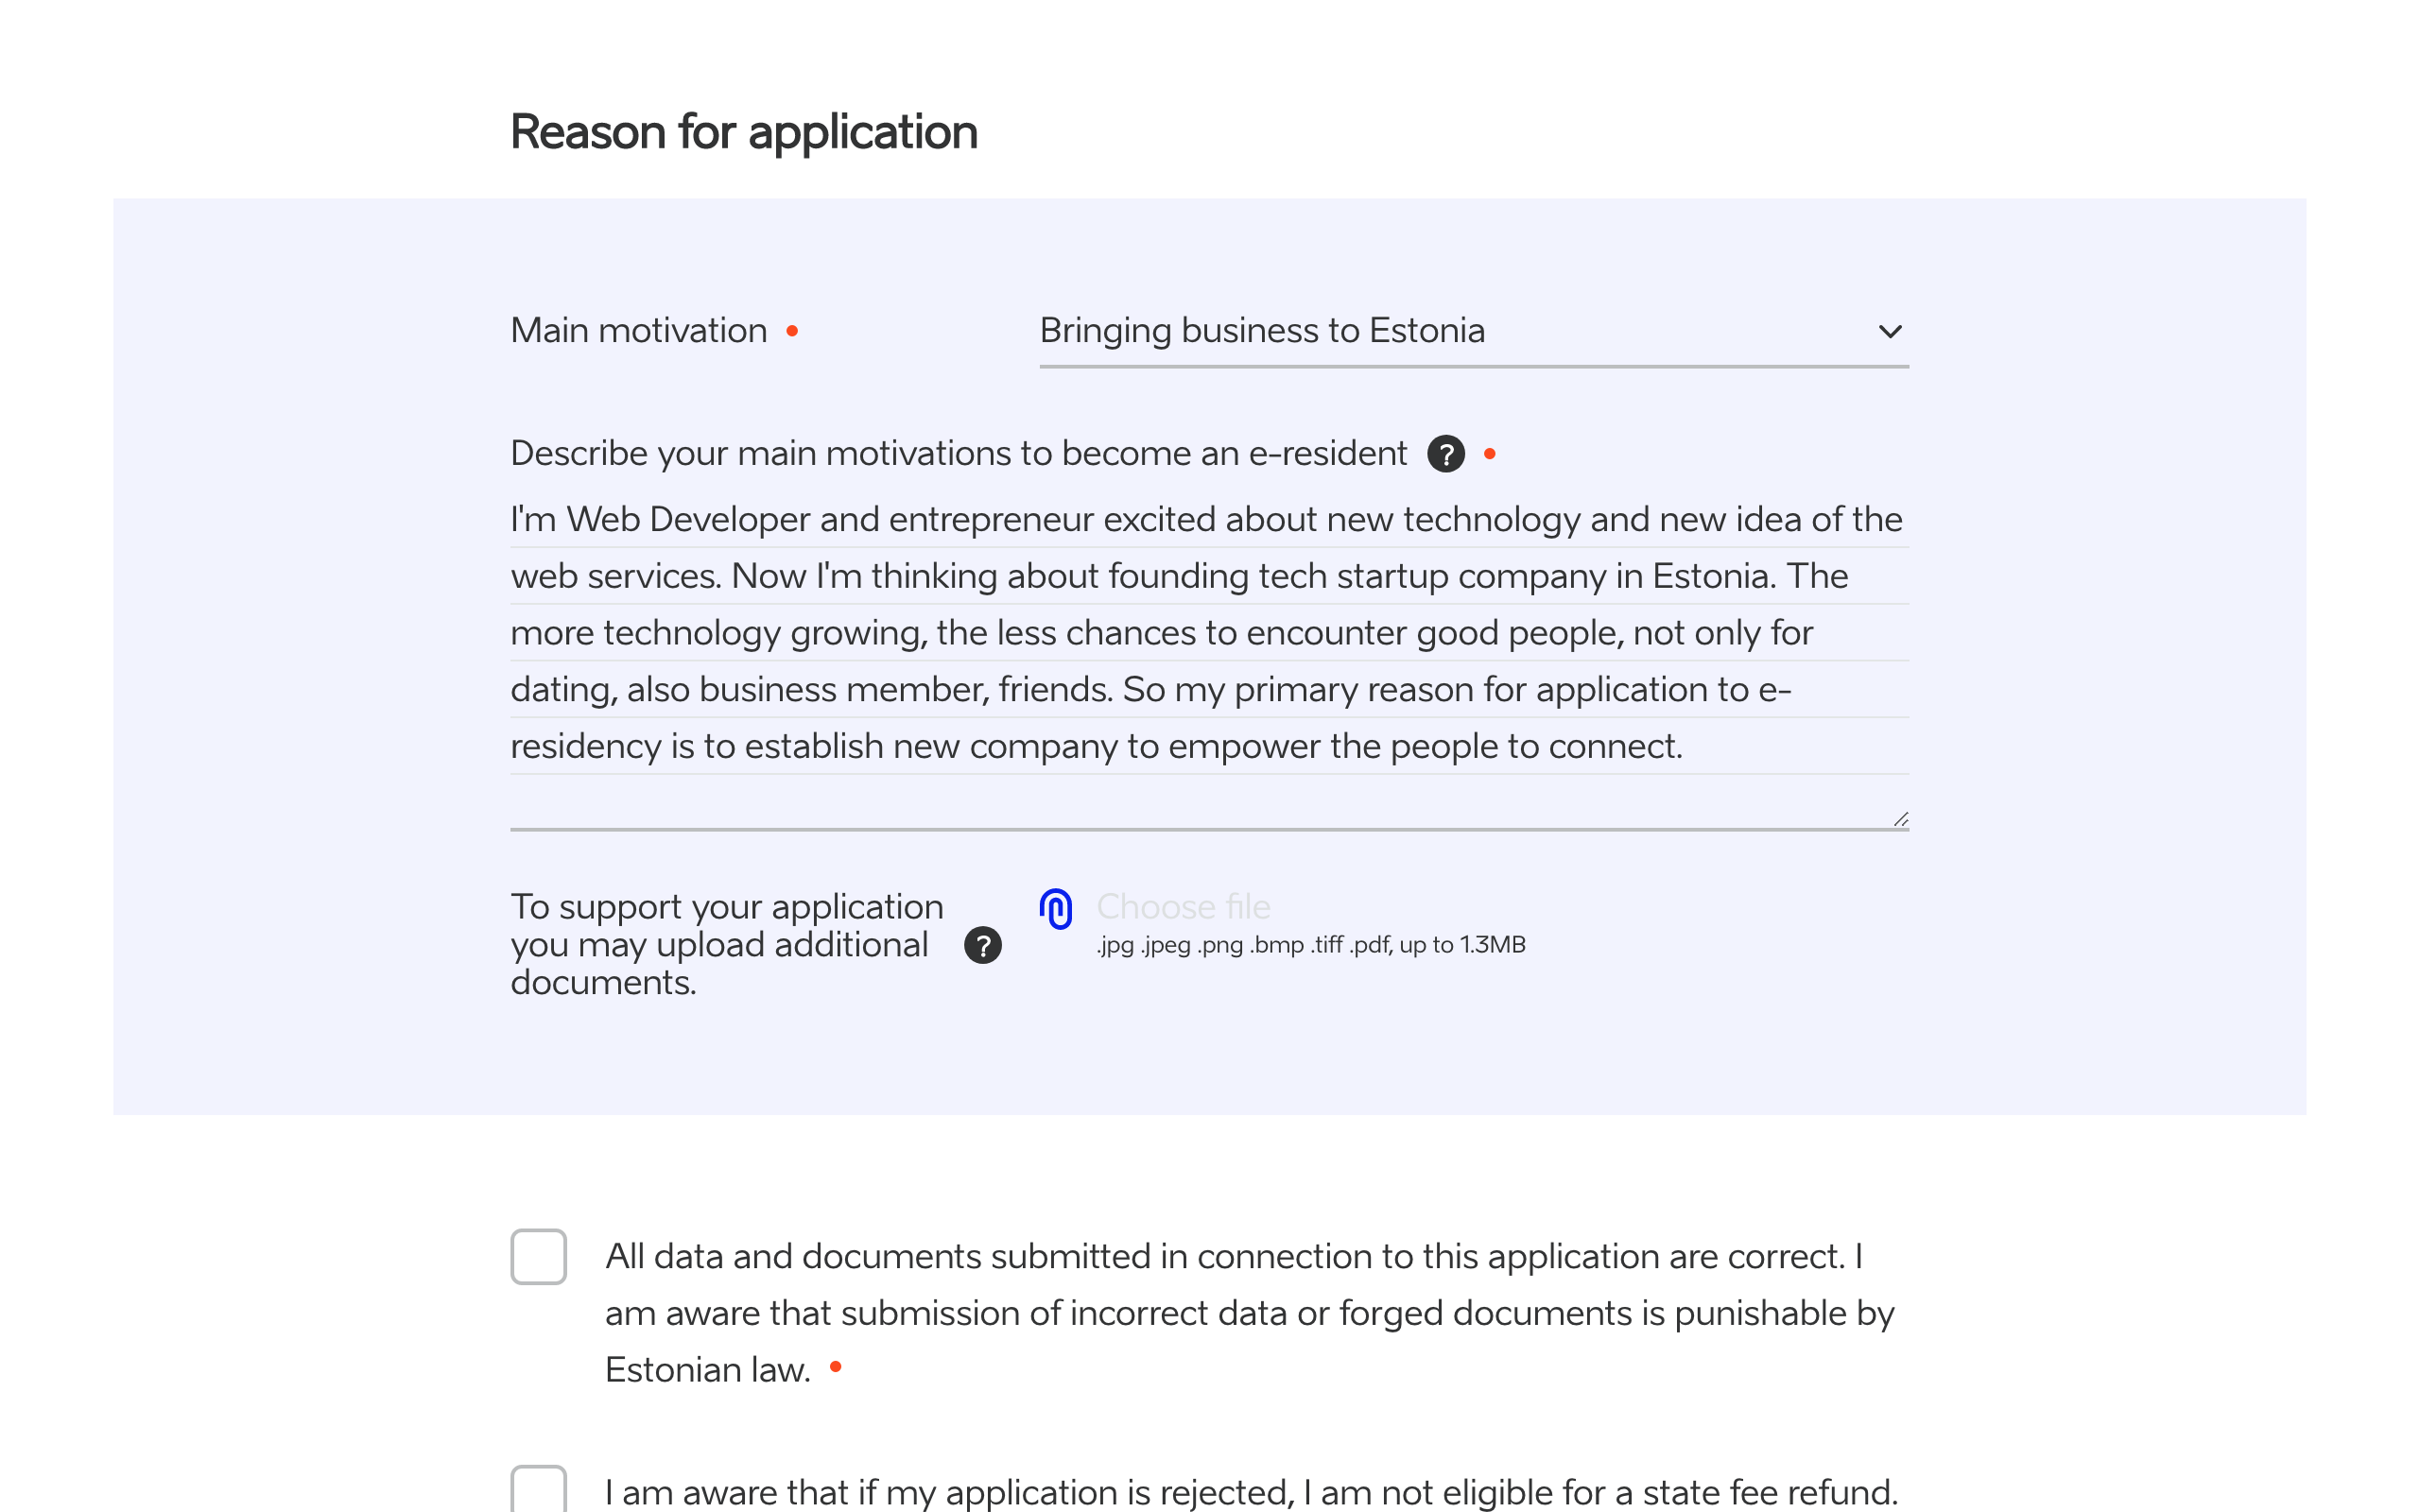 Reason for application
Main motivation
Bringing business to Estonia
Describe your main motivations to become an e-resident ?
I'm Web Developer and entrepreneur excited about new technology and new idea of the
web services. Now I'm thinking about founding tech startup company in Estonia. The
more technology growing, the less chances to encounter good people, not only for
dating, also business member, friends. So my primary reason for application to e-
residency is to establish new company to empower the people to connect.
To support your application
you may upload additional ?
documents.
Choose file
.jpg .jpeg .png .bmp .tiff .pdf, up to 1.3MB
All data and documents submitted in connection to this application are correct. I
am aware that submission of incorrect data or forged documents is punishable by
Estonian law.
I am aware that if my application is rejected, I am not eligible for a state fee refund.